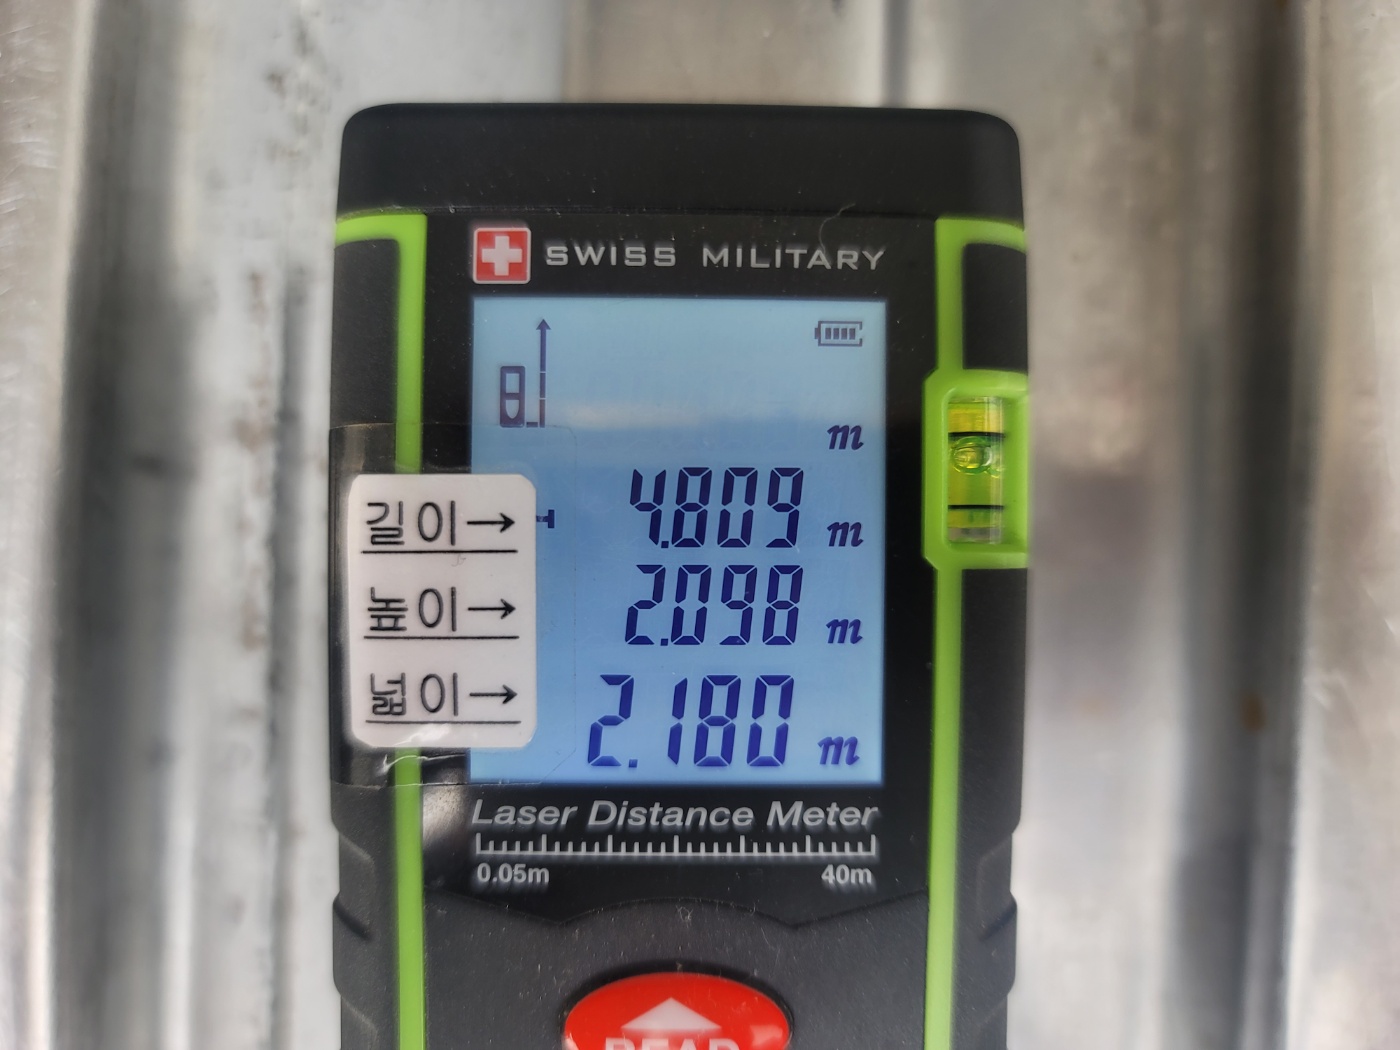 SWISS MILITARY
m
길이→ 4.809 m
높이→ 2.098 m
넓이→ 2.180 m
Laser Distance Meter
0.05m 40m
READ